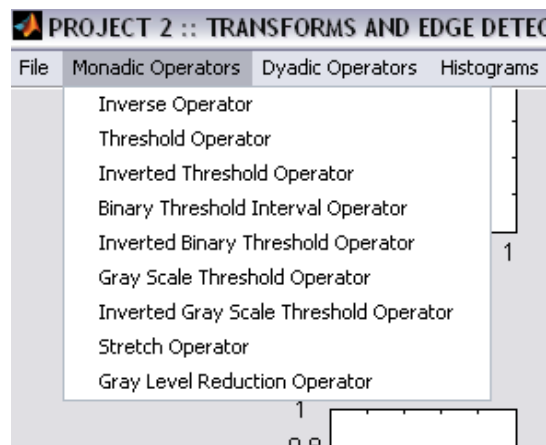 PROJECT 2 :: TRANSFORMS AND EDGE DETEC
File Monadic Operators Dyadic Operators Histograms
Inverse Operator
Threshold Operator
Inverted Threshold Operator
Binary Threshold Interval Operator
Inverted Binary Threshold Operator
Gray Scale Threshold Operator
Inverted Gray Scale Threshold Operator
Stretch Operator
Gray Level Reduction Operator
1
1